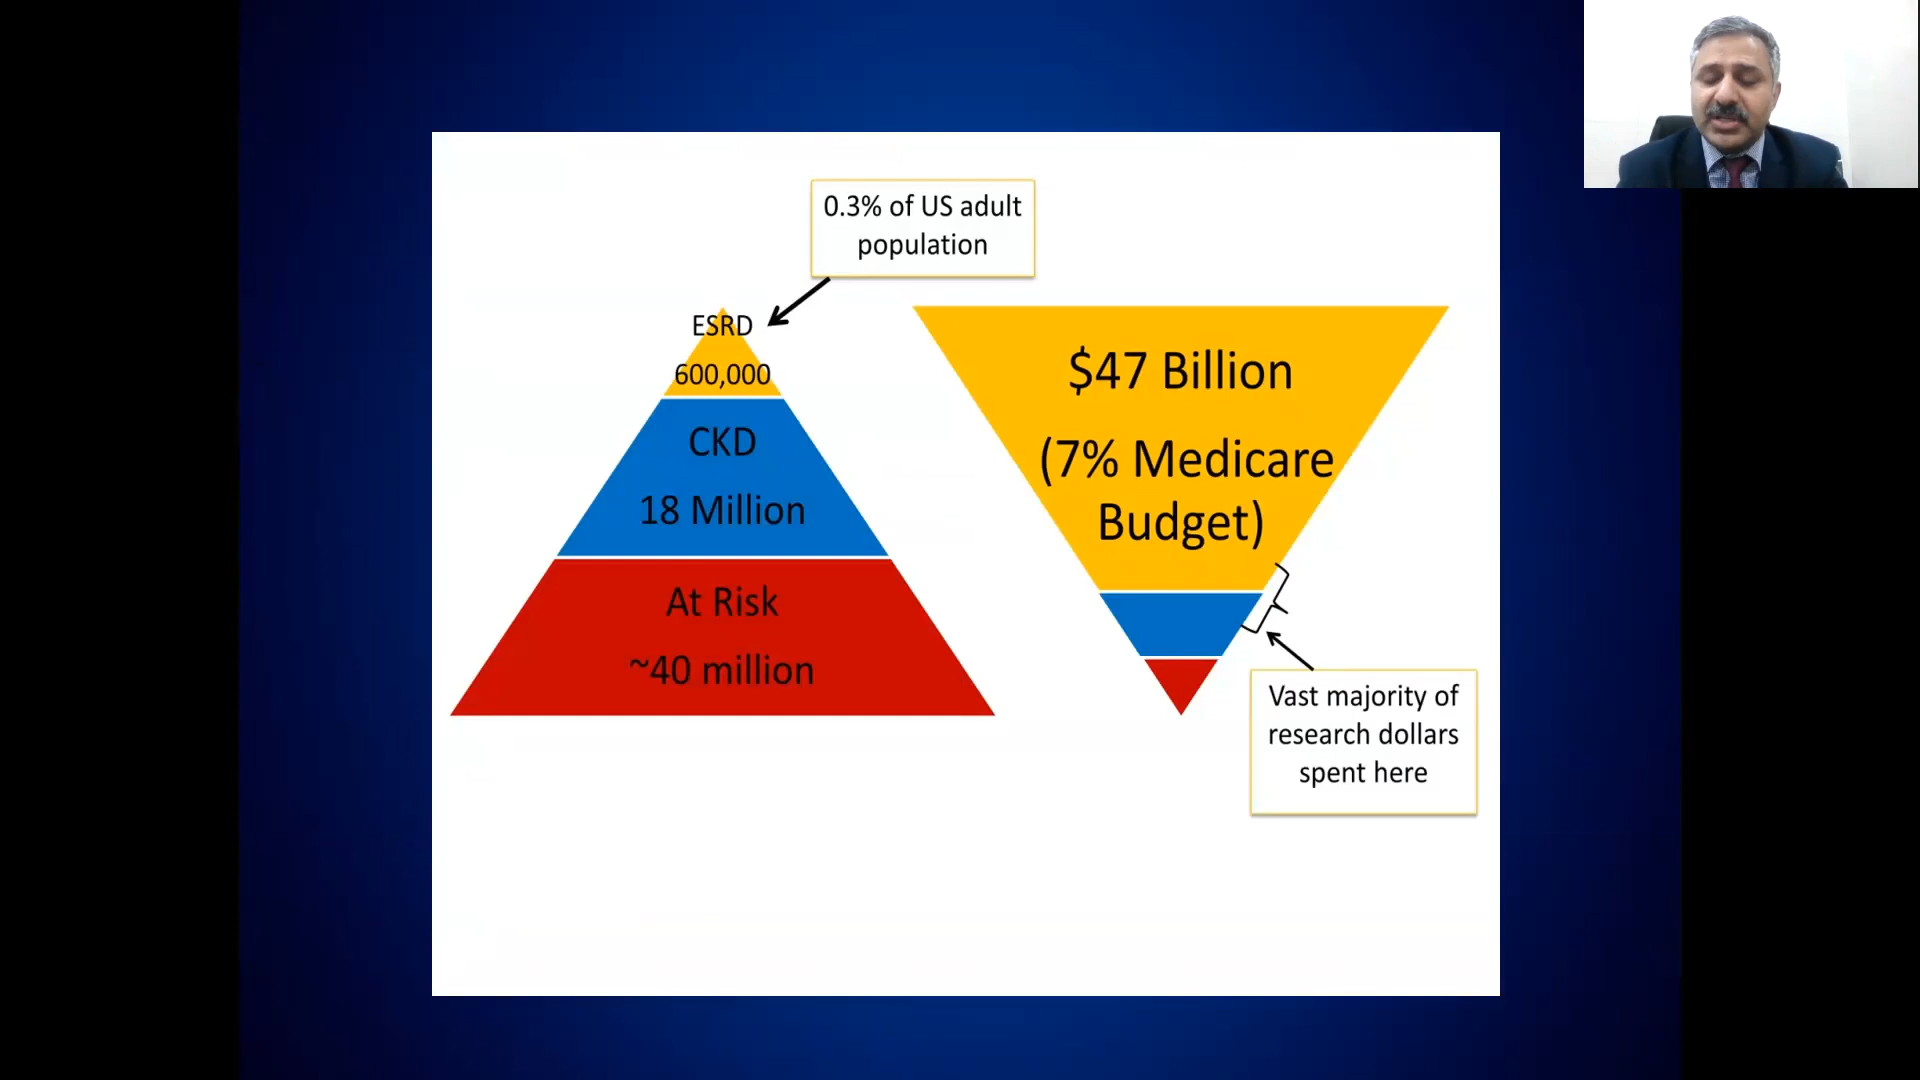 0.3% of US adult
population
ESRD
600,000
CKD
18 Million
At Risk
~40 million
$47 Billion
(7% Medicare
Budget)
Vast majority of
research dollars
spent here